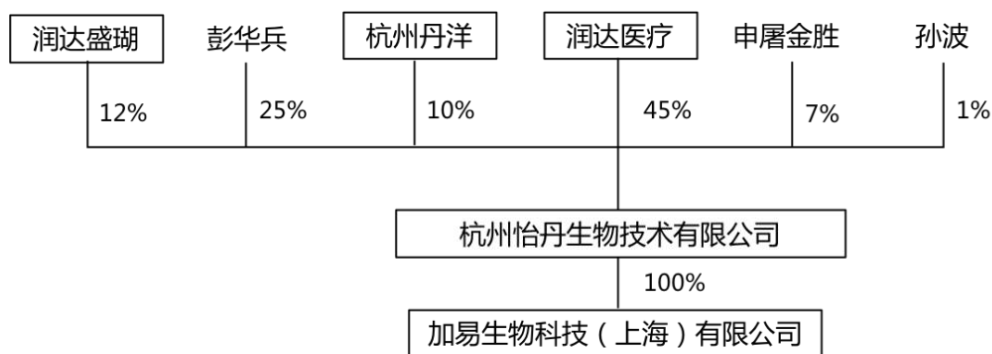 润达盛瑚 彭华兵 杭州丹洋 润达医疗 申屠金胜 孙波
12% 25% 10% 45% 7% 1%
杭州怡丹生物技术有限公司
100%
加易生物科技（上海）有限公司